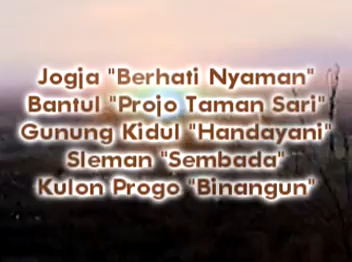 Jogja "Berhati Nyaman"
Bantul "Projo Taman Sari"
Gunung Kidul "Handayani"
Sleman "Sembada"
Kulon Progo "Binangun"